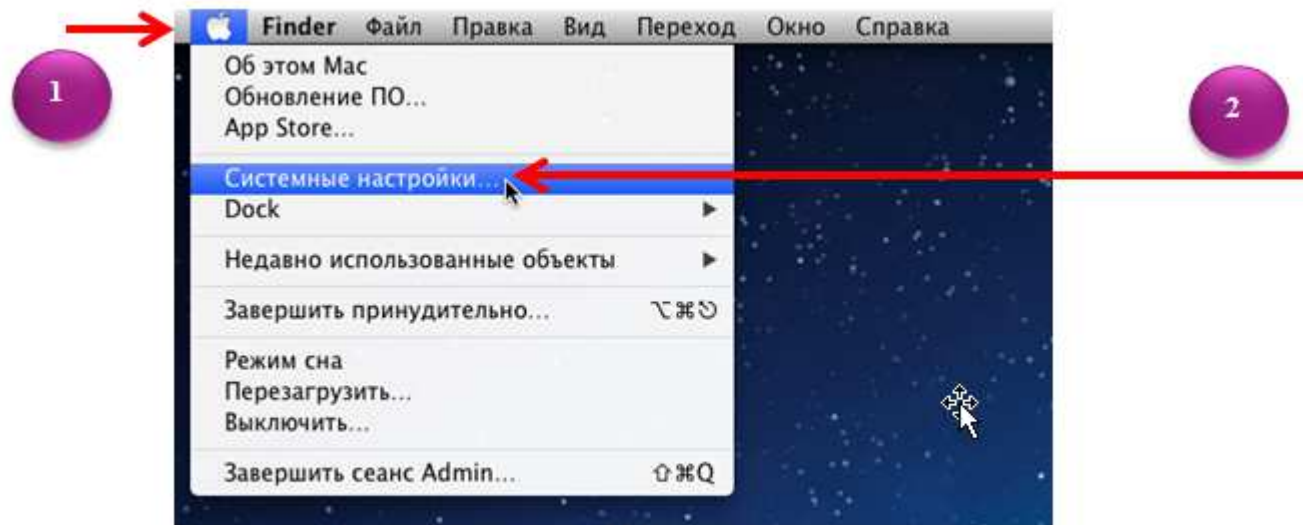 Finder Файл Правка Вид Переход Окно Справка
1
Об этом Mac
Обновление ПО...
App Store...
2
Системные настройки...
Dock ▶
Недавно использованные объекты ▶
Завершить принудительно... ⌥⌘⎋
Режим сна
Перезагрузить...
Выключить...
Завершить сеанс Admin... ⇧⌘Q